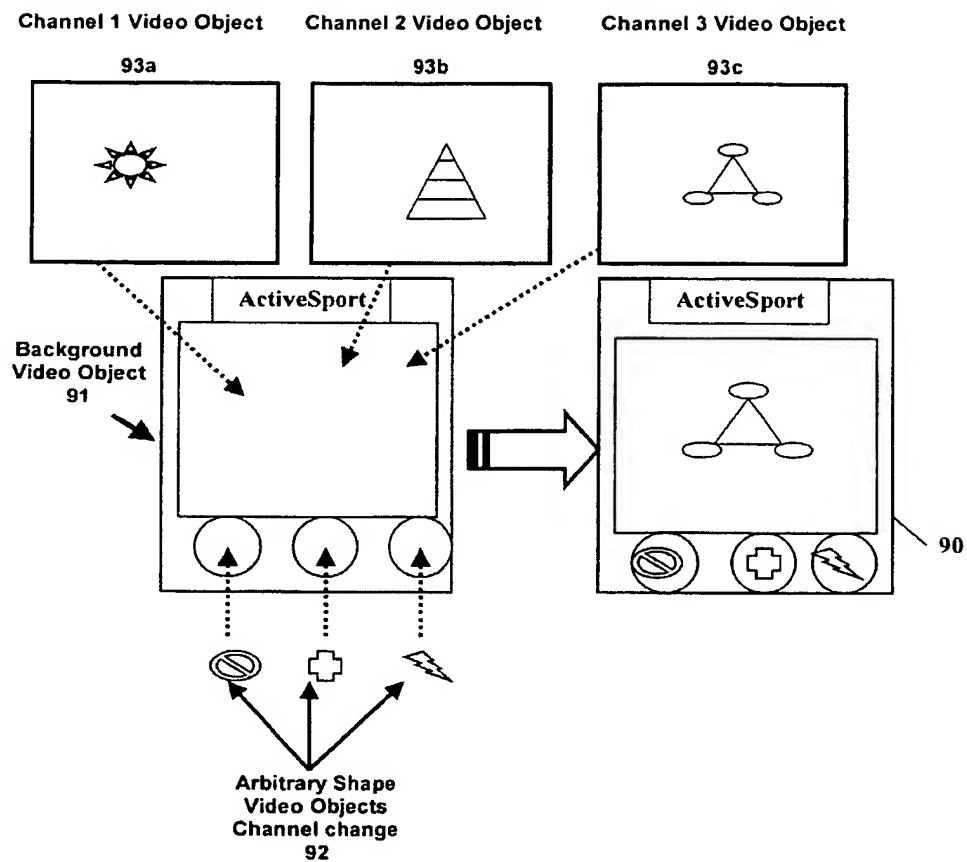 Channel 1 Video Object
Channel 2 Video Object
Channel 3 Video Object
93a
93b
93c
ActiveSport
ActiveSport
Background
Video Object
91
90
Arbitrary Shape
Video Objects
Channel change
92